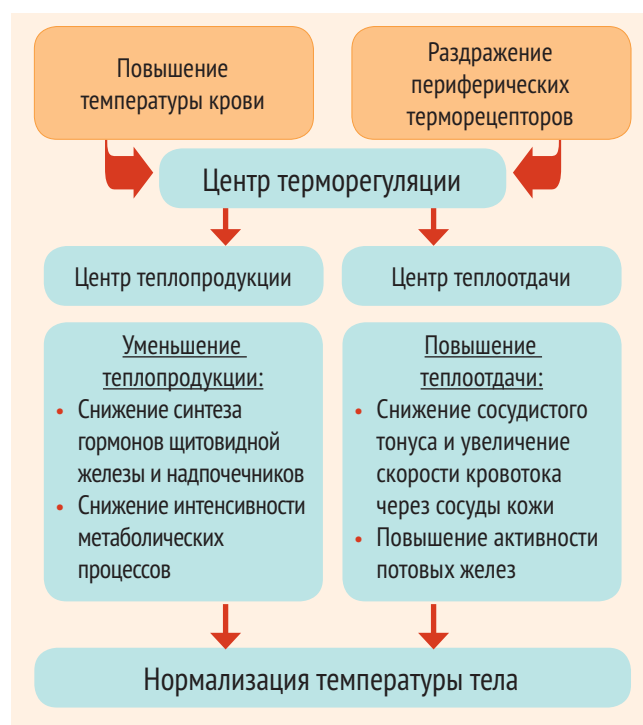 Повышение
температуры крови
Раздражение
периферических
терморецепторов
Центр терморегуляции
Центр теплопродукции
Центр теплоотдачи
Уменьшение
теплопродукции:
• Снижение синтеза
гормонов щитовидной
железы и надпочечников
• Снижение интенсивности
метаболических
процессов
Повышение
теплоотдачи:
• Снижение сосудистого
тонуса и увеличение
скорости кровотока
через сосуды кожи
• Повышение активности
потовых желез
Нормализация температуры тела